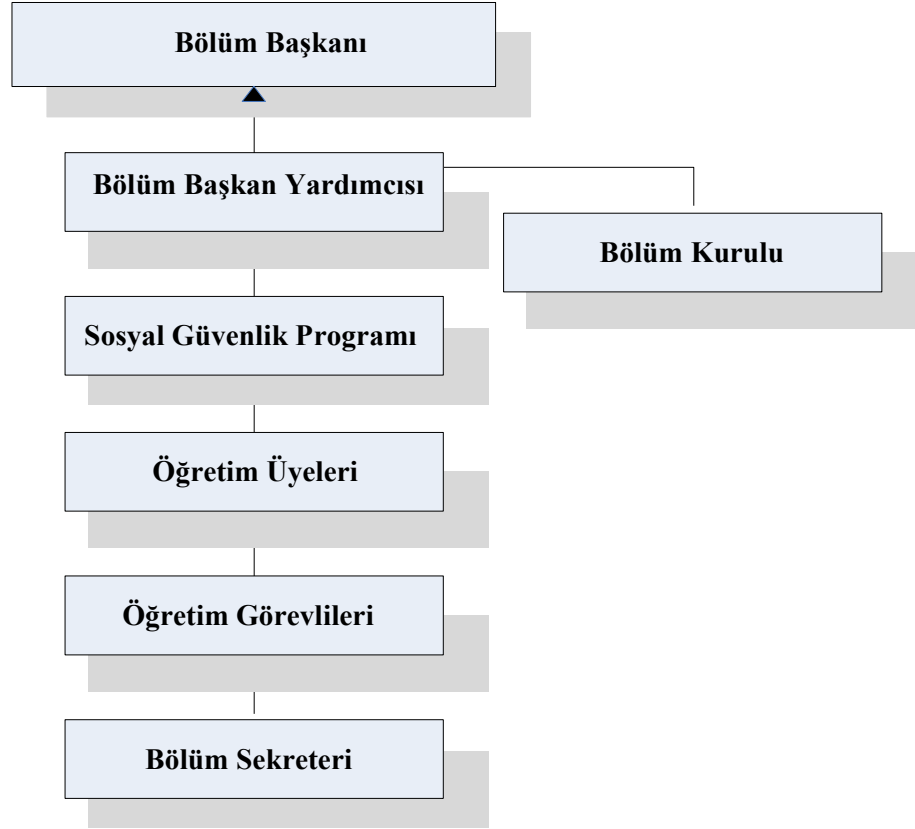 Bölüm Başkanı
Bölüm Başkan Yardımcısı
Bölüm Kurulu
Sosyal Güvenlik Programı
Öğretim Üyeleri
Öğretim Görevlileri
Bölüm Sekreteri